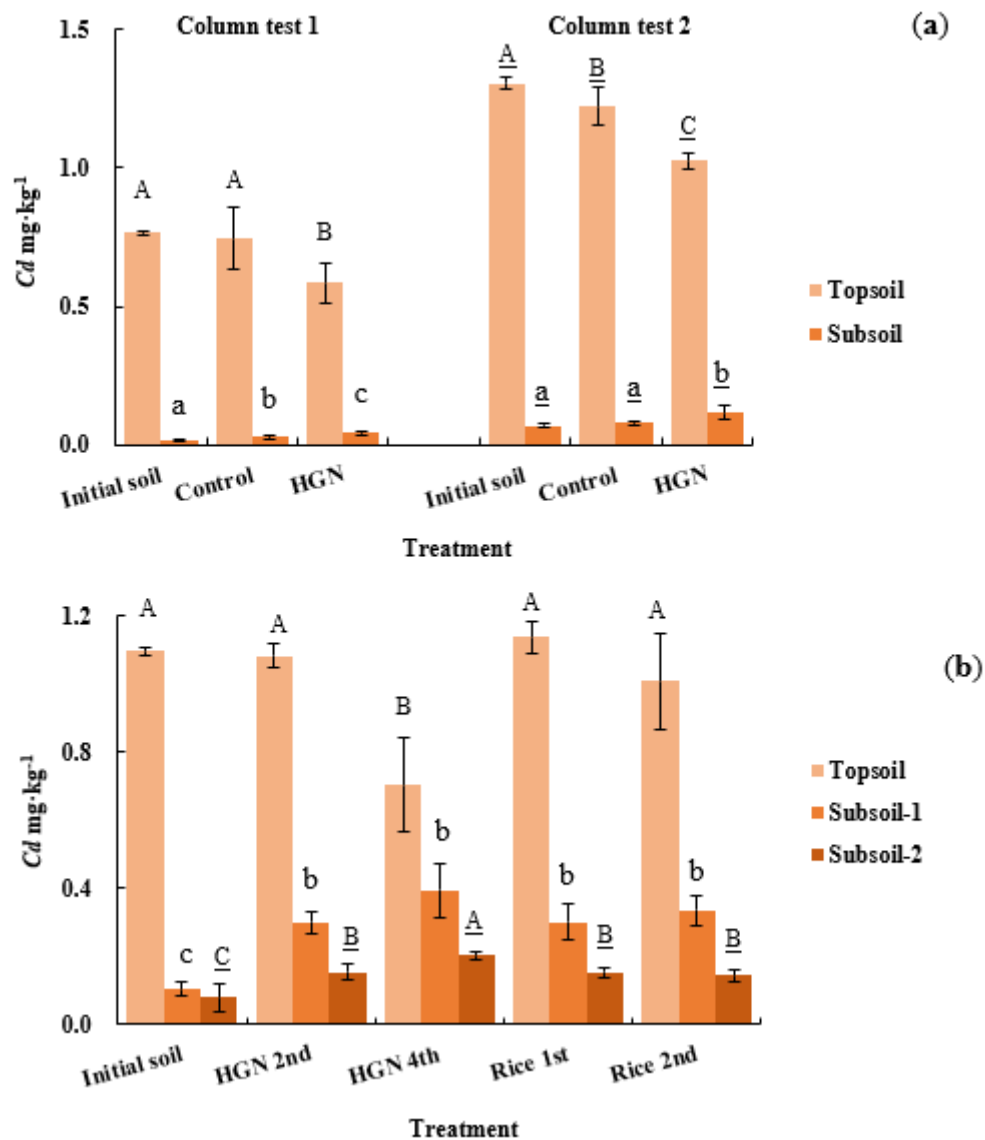 Column test 1 Column test 2 (a)
1.5
1.0
0.5
0.0
Cd mg·kg-1
A A B A B C
a b c a a b
Topsoil
Subsoil
Initial soil Control HGN Initial soil Control HGN
Treatment
(b)
1.2
0.8
0.4
0.0
Cd mg·kg-1
A A B A A
c b b b b
C B A B B
Topsoil
Subsoil-1
Subsoil-2
Initial soil HGN 2nd HGN 4th Rice 1st Rice 2nd
Treatment